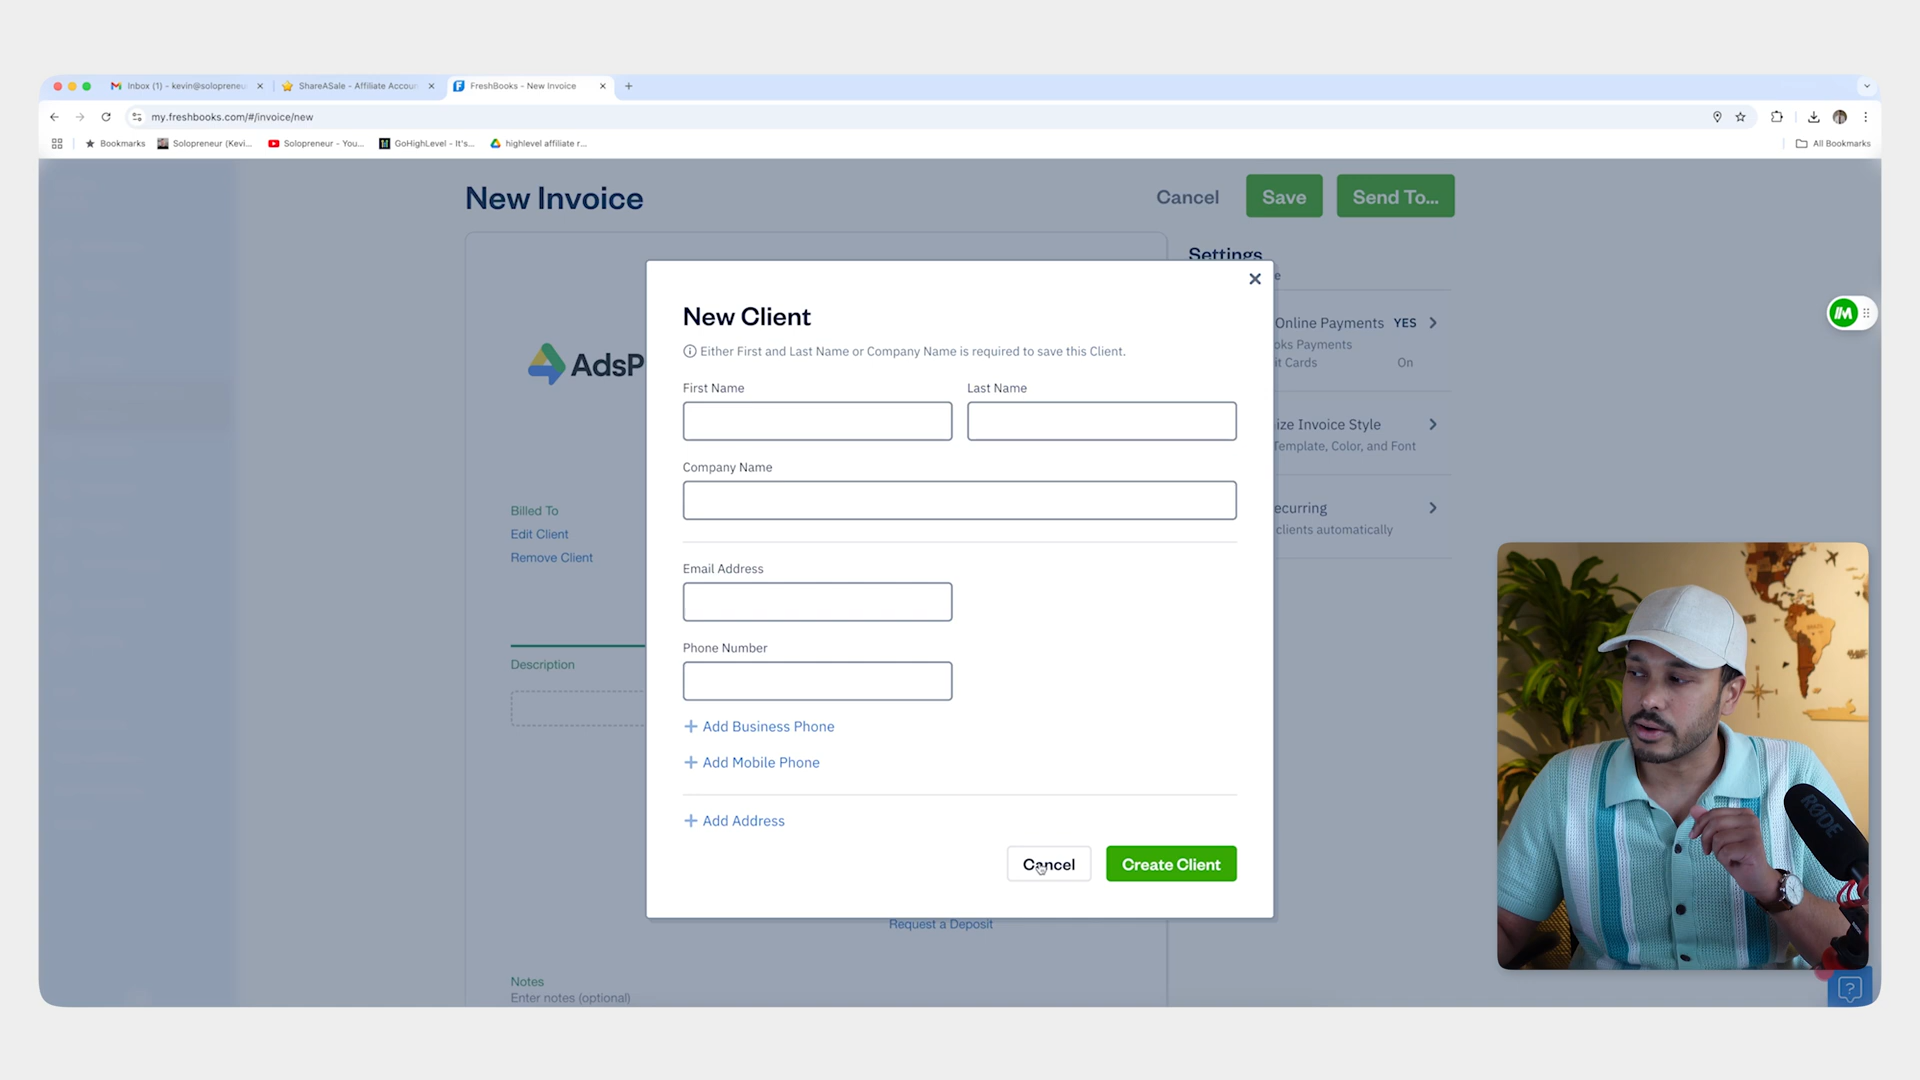 Inbox (1) - kevin@solopreneu
ShareASale - Affiliate Accoun
FreshBooks - New Invoice
my.freshbooks.com/#/invoice/new
Bookmarks
Solopreneur (Kevi...
Solopreneur - You...
GoHighLevel - It's...
highlevel affiliate r...
All Bookmarks
New Invoice
Cancel
Save
Send To...
Settings
e
New Client
Either First and Last Name or Company Name is required to save this Client.
First Name
Last Name
Company Name
Email Address
Phone Number
Add Business Phone
Add Mobile Phone
Add Address
Cancel
Create Client
AdsP
Online Payments YES
oks Payments
it Cards On
ize Invoice Style
Template, Color, and Font
ecurring
clients automatically
Billed To
Edit Client
Remove Client
Description
Request a Deposit
Notes
Enter notes (optional)
BRASIL
RØDE